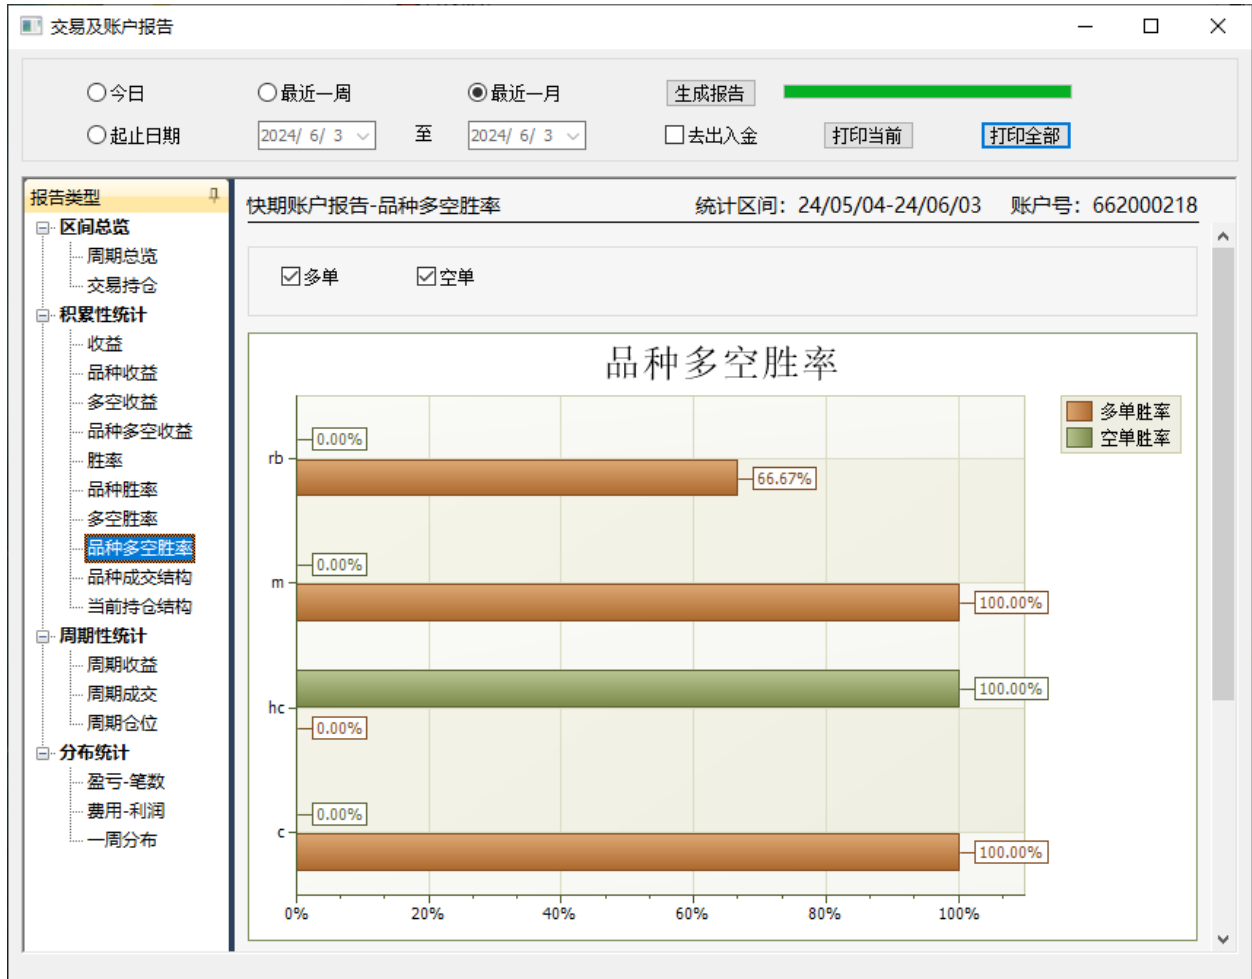 交易及账户报告
今日 最近一周 最近一月 生成报告
起止日期 2024/ 6/ 3 至 2024/ 6/ 3 去出入金 打印当前 打印全部
报告类型
区间总览
周期总览
交易持仓
积累性统计
收益
品种收益
多空收益
品种多空收益
胜率
品种胜率
多空胜率
品种多空胜率
品种成交结构
当前持仓结构
周期性统计
周期收益
周期成交
周期仓位
分布统计
盈亏-笔数
费用-利润
一周分布
快期账户报告-品种多空胜率 统计区间：24/05/04-24/06/03 账户号：662000218
多单 空单
品种多空胜率
多单胜率
空单胜率
0.00%
rb
66.67%
0.00%
m
100.00%
100.00%
hc
0.00%
0.00%
c
100.00%
0% 20% 40% 60% 80% 100%